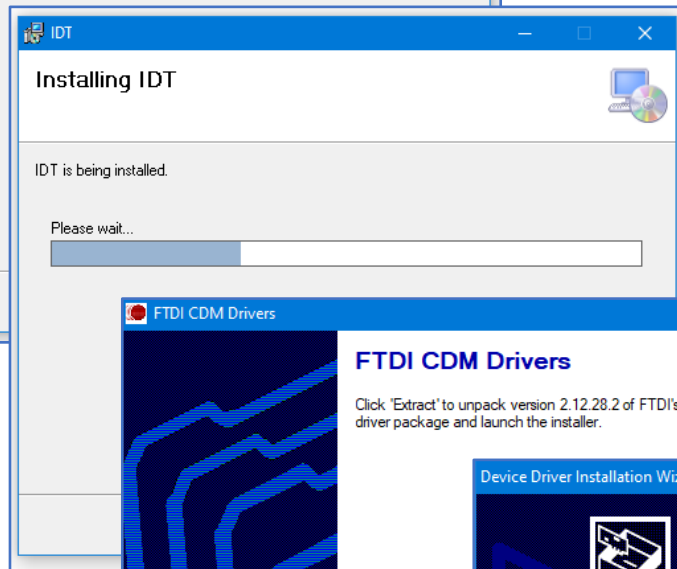 IDT
Installing IDT
IDT is being installed.
Please wait...
FTDI CDM Drivers
FTDI CDM Drivers
Click 'Extract' to unpack version 2.12.28.2 of FTDI's
driver package and launch the installer.
Device Driver Installation